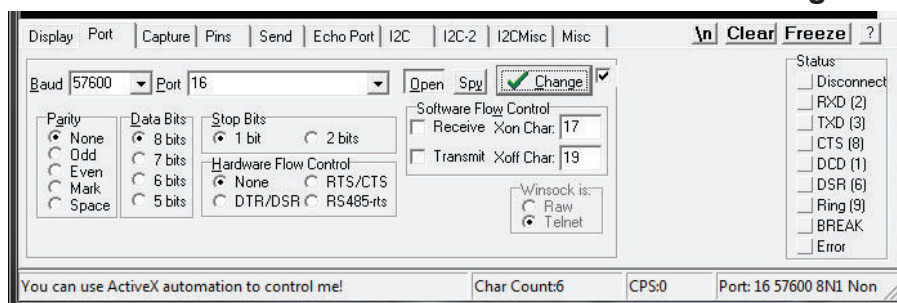 Display Port Capture Pins Send Echo Port I2C I2C-2 I2CMisc Misc \n Clear Freeze ?
Baud 57600 Port 16 Open Spy Change
Parity
None
Odd
Even
Mark
Space
Data Bits
8 bits
7 bits
6 bits
5 bits
Stop Bits
1 bit 2 bits
Hardware Flow Control
None RTS/CTS
DTR/DSR RS485-rts
Software Flow Control
Receive Xon Char: 17
Transmit Xoff Char: 19
Winsock is:
Raw
Telnet
Status
Disconnect
RXD (2)
TXD (3)
CTS (8)
DCD (1)
DSR (6)
Ring (9)
BREAK
Error
You can use ActiveX automation to control me! Char Count:6 CPS:0 Port: 16 57600 8N1 Non